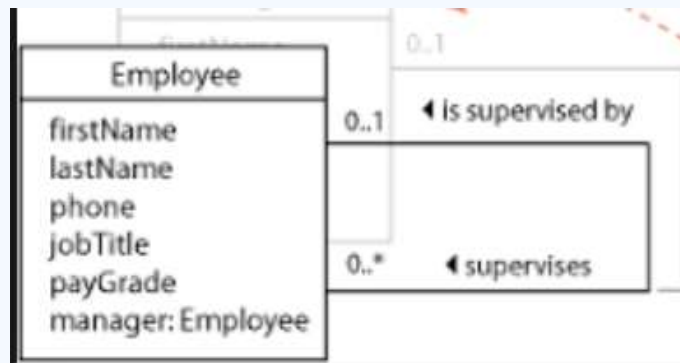 0..1
Employee
firstName
lastName
phone
jobTitle
payGrade
manager: Employee
0..1
◄ is supervised by
0..*
◄ supervises